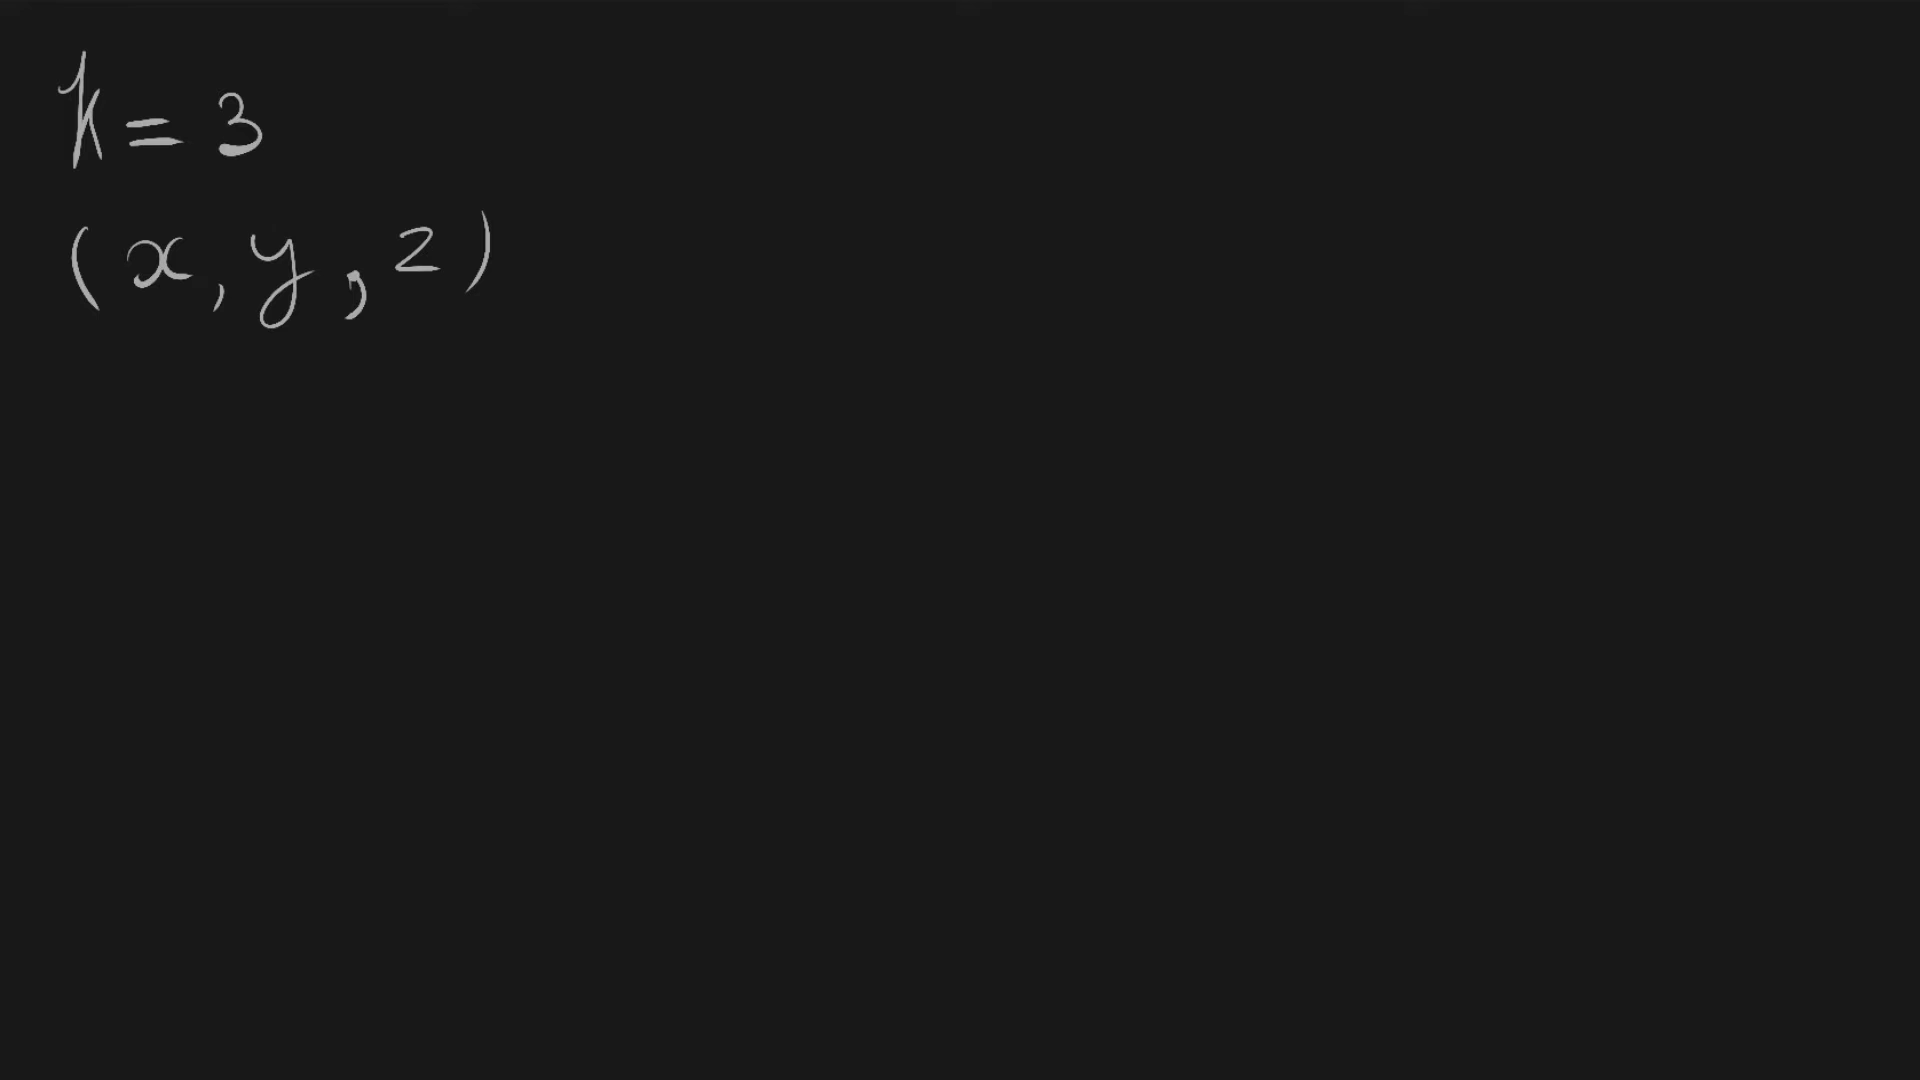 k = 3
(x, y, z)